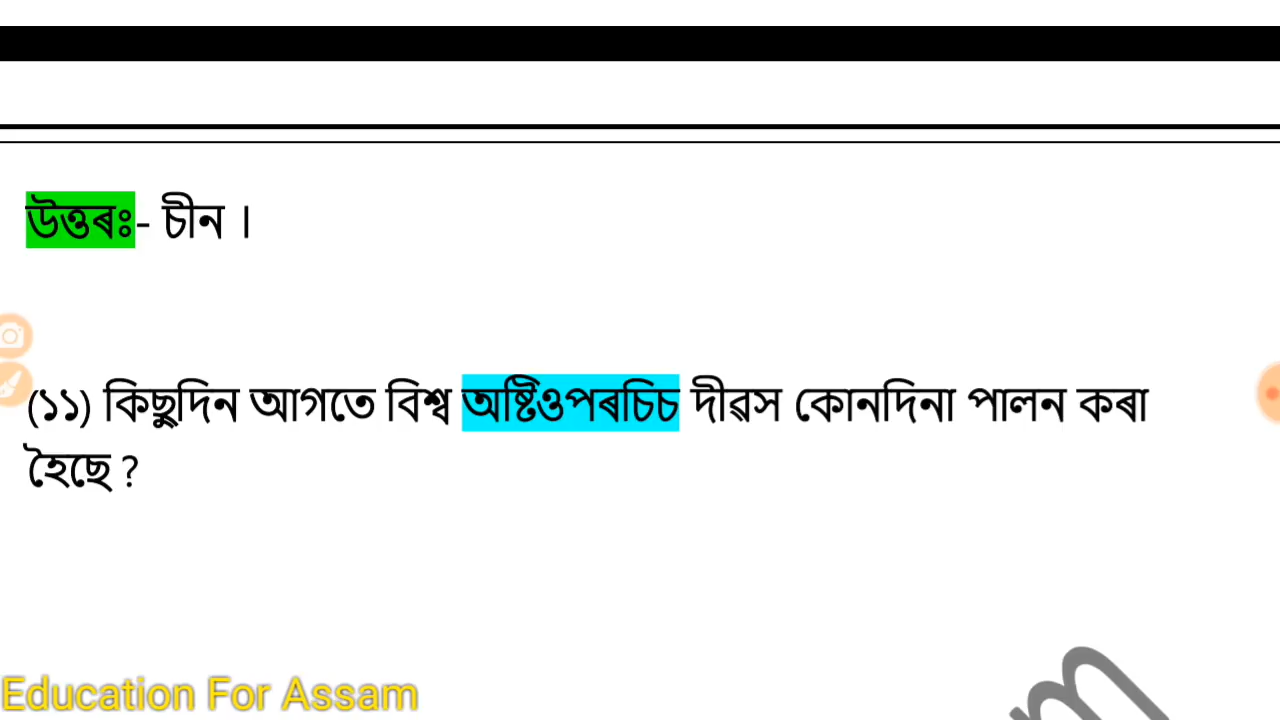 উত্তৰঃ- চীন ।
(১১) কিছুদিন আগতে বিশ্ব অষ্টিওপৰচিচ দীৱস কোনদিনা পালন কৰা
হৈছে ?
Education For Assam